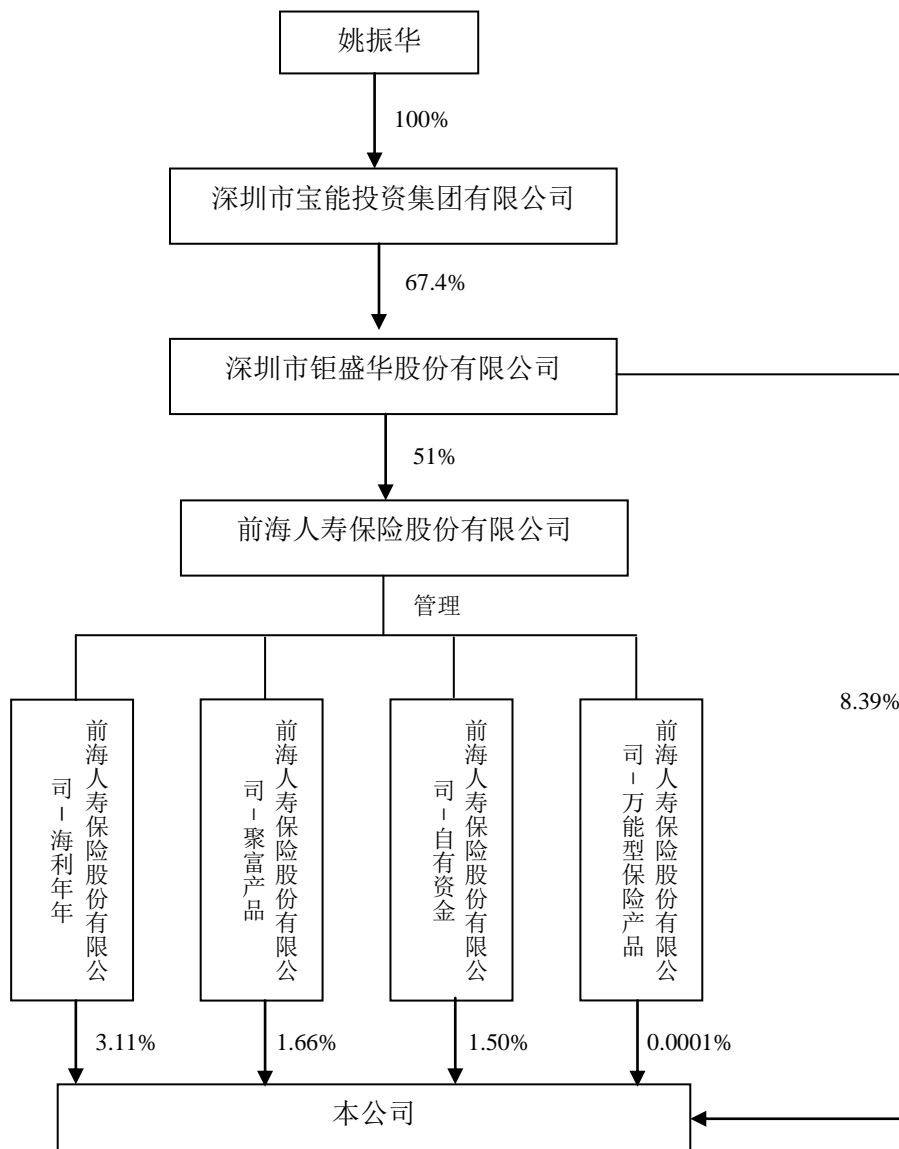 姚振华
100%
深圳市宝能投资集团有限公司
67.4%
深圳市钜盛华股份有限公司
51%
前海人寿保险股份有限公司
管理
8.39%
前海人寿保险股份有限公
司-海利年年
前海人寿保险股份有限公
司-聚富产品
前海人寿保险股份有限公
司-自有资金
前海人寿保险股份有限公
司-万能型保险产品
3.11%
1.66%
1.50%
0.0001%
本公司